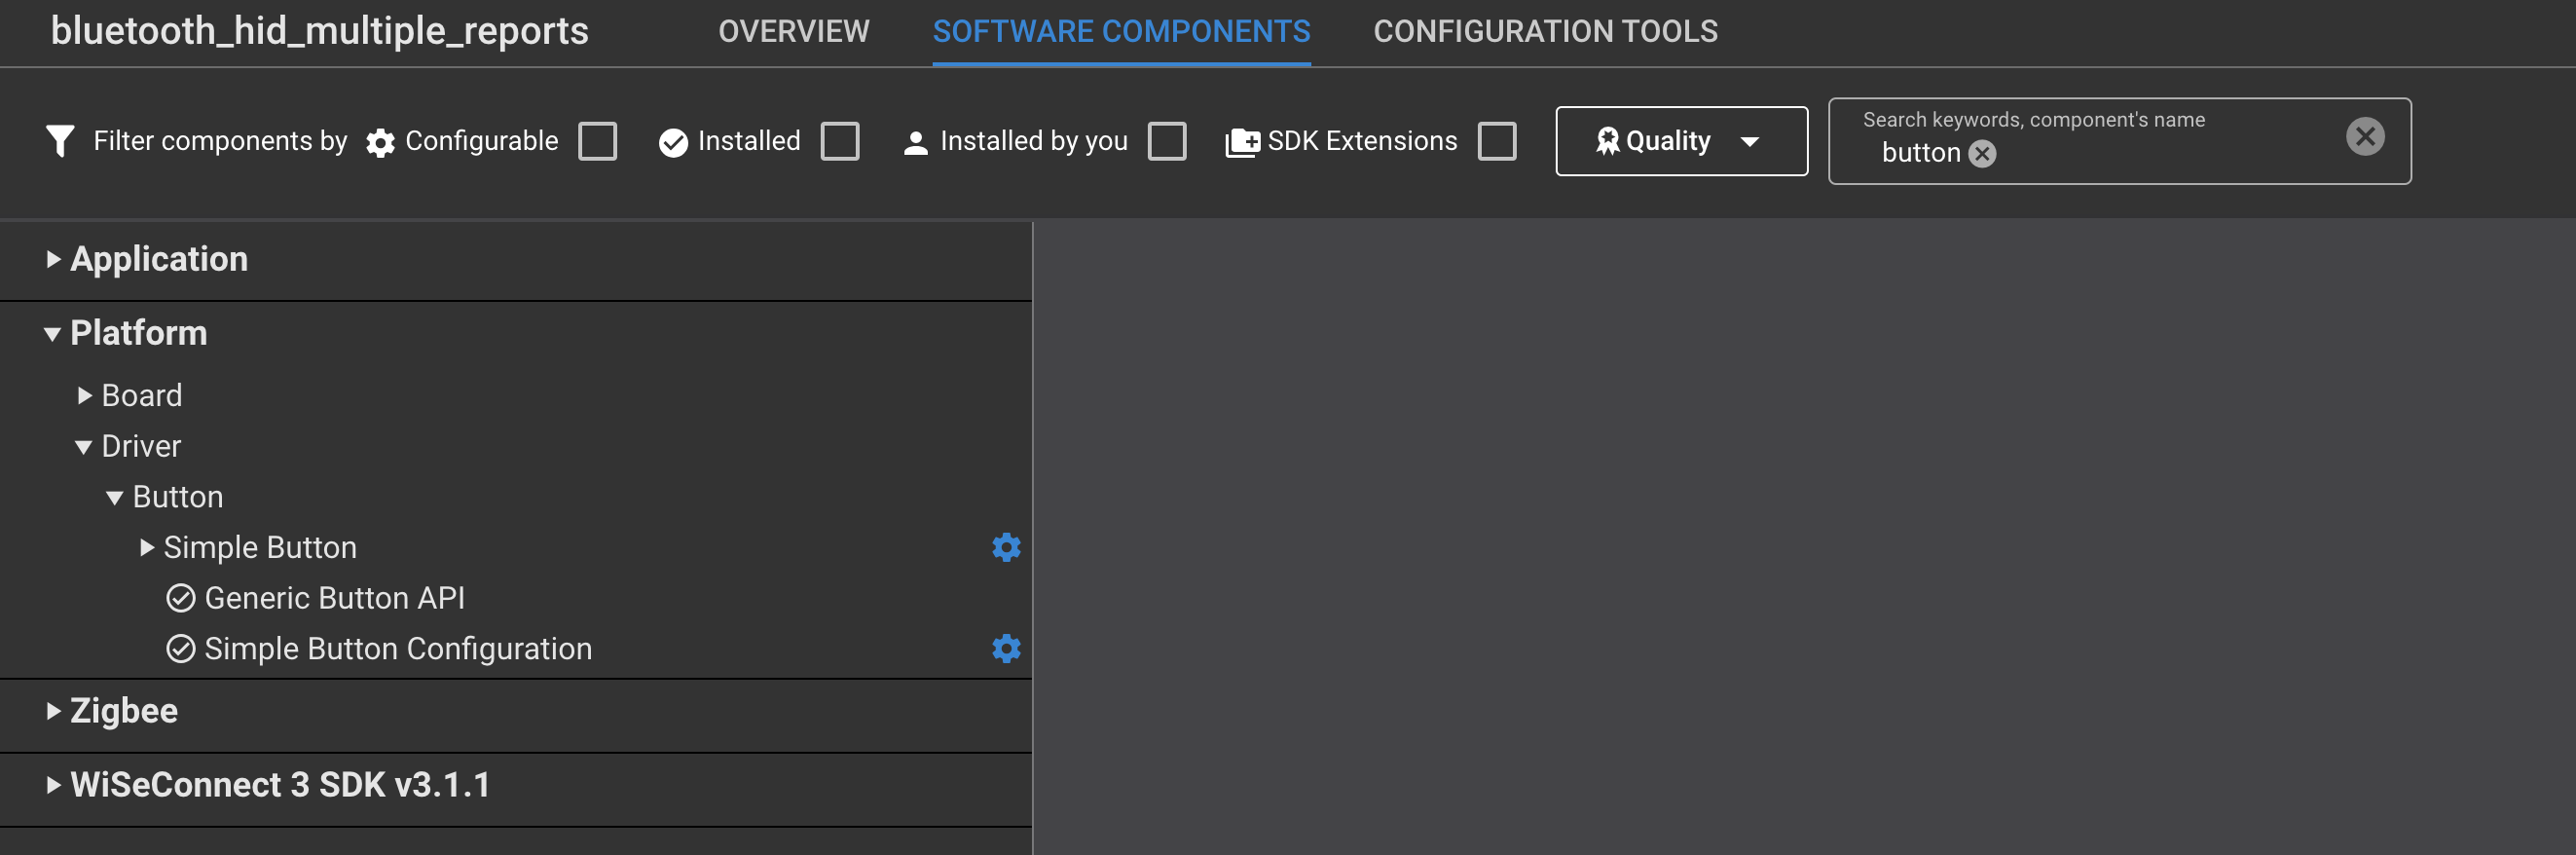 bluetooth_hid_multiple_reports OVERVIEW SOFTWARE COMPONENTS CONFIGURATION TOOLS
Filter components by Configurable Installed Installed by you SDK Extensions Quality
Search keywords, component's name
button
Application
Platform
Board
Driver
Button
Simple Button
Generic Button API
Simple Button Configuration
Zigbee
WiSeConnect 3 SDK v3.1.1